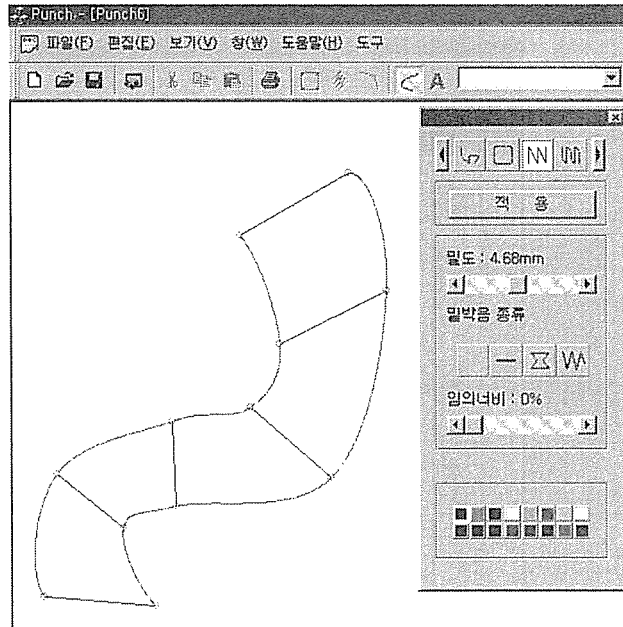 Punch - [Punch6]
파일(F) 편집(E) 보기(V) 창(W) 도움말(H) 도구
A
적 용
밀도 : 4.68mm
밑박음 종류
임의너비 : 0%